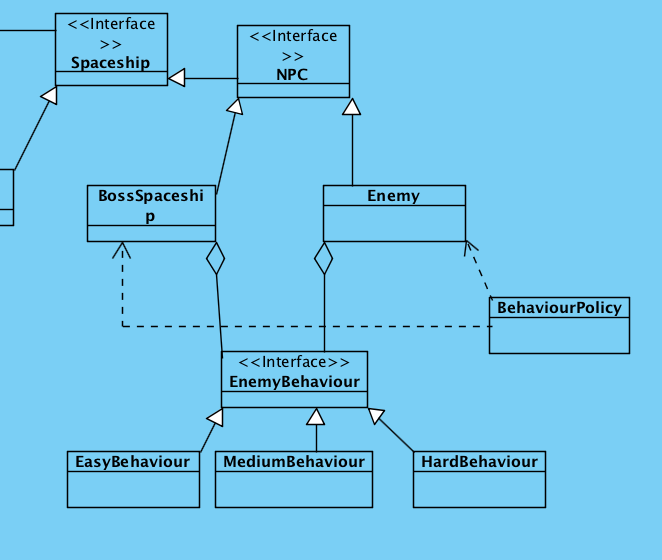 <<Interface
>>
Spaceship
<<Interface
>>
NPC
BossSpaceshi
p
Enemy
BehaviourPolicy
<<Interface>>
EnemyBehaviour
EasyBehaviour
MediumBehaviour
HardBehaviour